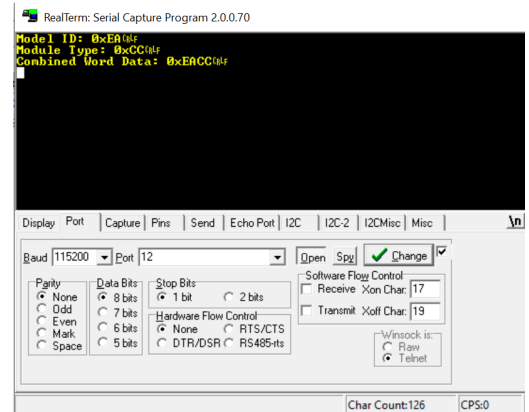 RealTerm: Serial Capture Program 2.0.0.70
Model ID: 0xEACRLF
Module Type: 0xCCCRLF
Combined Word Data: 0xEACCCRLF
Display Port Capture Pins Send Echo Port I2C I2C-2 I2CMisc Misc \n
Baud 115200 Port 12 Open Spy Change
Parity
None
Odd
Even
Mark
Space
Data Bits
8 bits
7 bits
6 bits
5 bits
Stop Bits
1 bit 2 bits
Hardware Flow Control
None RTS/CTS
DTR/DSR RS485-rts
Software Flow Control
Receive Xon Char: 17
Transmit Xoff Char: 19
Winsock is:
Raw
Telnet
Char Count:126 CPS:0